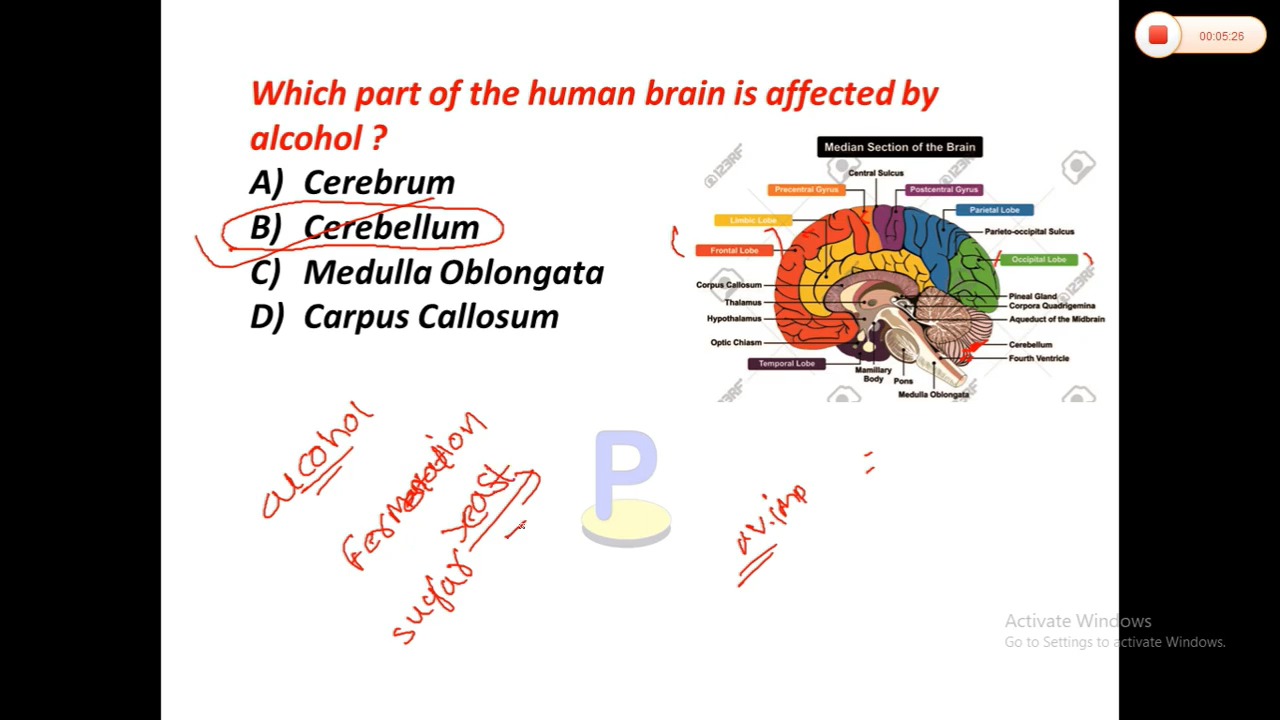 00:05:26
Which part of the human brain is affected by
alcohol ?
A) Cerebrum
B) Cerebellum
C) Medulla Oblongata
D) Carpus Callosum
Median Section of the Brain
Central Sulcus
Precentral Gyrus
Postcentral Gyrus
Limbic Lobe
Parietal Lobe
Parieto-occipital Sulcus
Frontal Lobe
Occipital Lobe
Corpus Callosum
Pineal Gland
Thalamus
Corpora Quadrigemina
Hypothalamus
Aqueduct of the Midbrain
Optic Chiasm
Cerebellum
Fourth Ventricle
Temporal Lobe
Mamillary
Body
Pons
Medulla Oblongata
123RF
123RF
123RF
123RF
alcohol
sugar yeast
P
Activate Windows
Go to Settings to activate Windows.